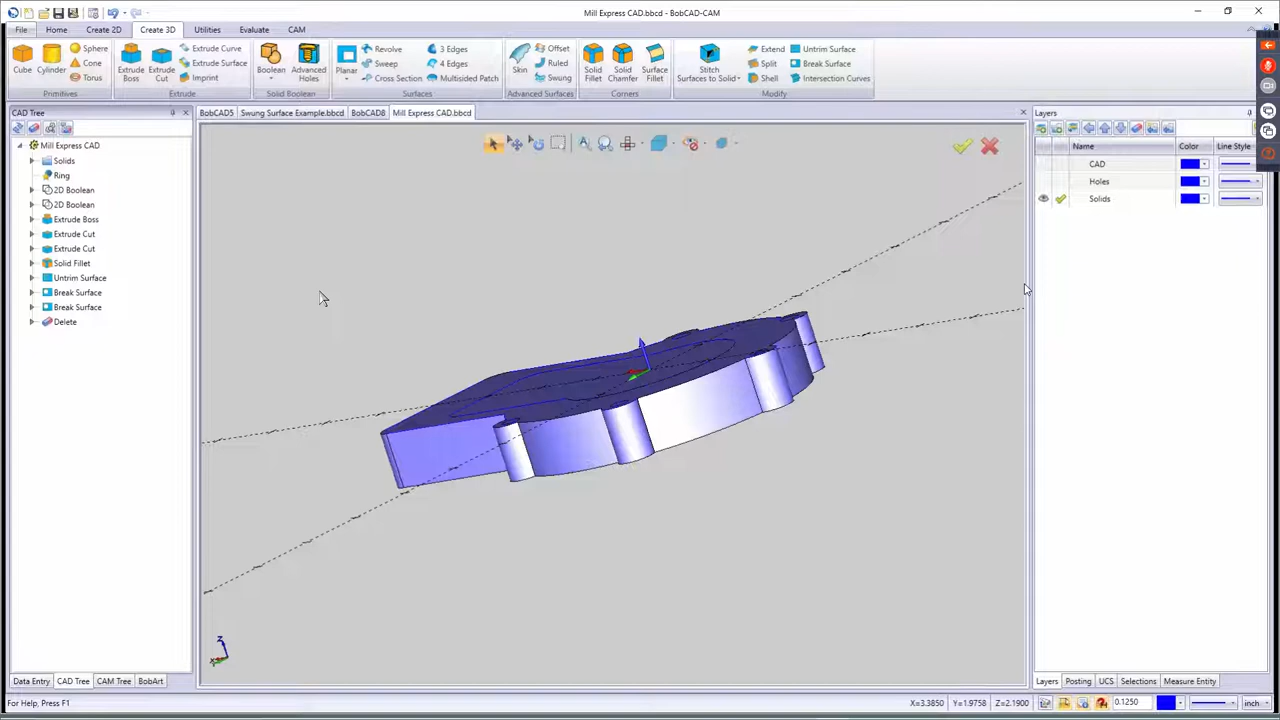 Mill Express CAD.bbcd - BobCAD-CAM
File Home Create 2D Create 3D Utilities Evaluate CAM
Cube Cylinder Sphere Cone Torus
Primitives
Extrude Boss Extrude Cut Extrude Curve Extrude Surface Imprint
Extrude
Boolean Advanced Holes
Solid Boolean
Planar Revolve Sweep Cross Section 3 Edges 4 Edges Multisided Patch
Surfaces
Skin Offset Ruled Swung
Advanced Surfaces
Solid Fillet Solid Chamfer Surface Fillet
Corners
Stitch Surfaces to Solid Extend Split Shell Untrim Surface Break Surface Intersection Curves
Modify
CAD Tree
BobCAD5 Swung Surface Example.bbcd BobCAD8 Mill Express CAD.bbcd
Mill Express CAD
Solids
Ring
2D Boolean
2D Boolean
Extrude Boss
Extrude Cut
Extrude Cut
Solid Fillet
Untrim Surface
Break Surface
Break Surface
Delete
Z
X
Layers
Name Color Line Style
CAD
Holes
Solids
Data Entry CAD Tree CAM Tree BobArt
Layers Posting UCS Selections Measure Entity
For Help, Press F1
X=3.3850 Y=1.9758 Z=2.1900 0.1250 inch